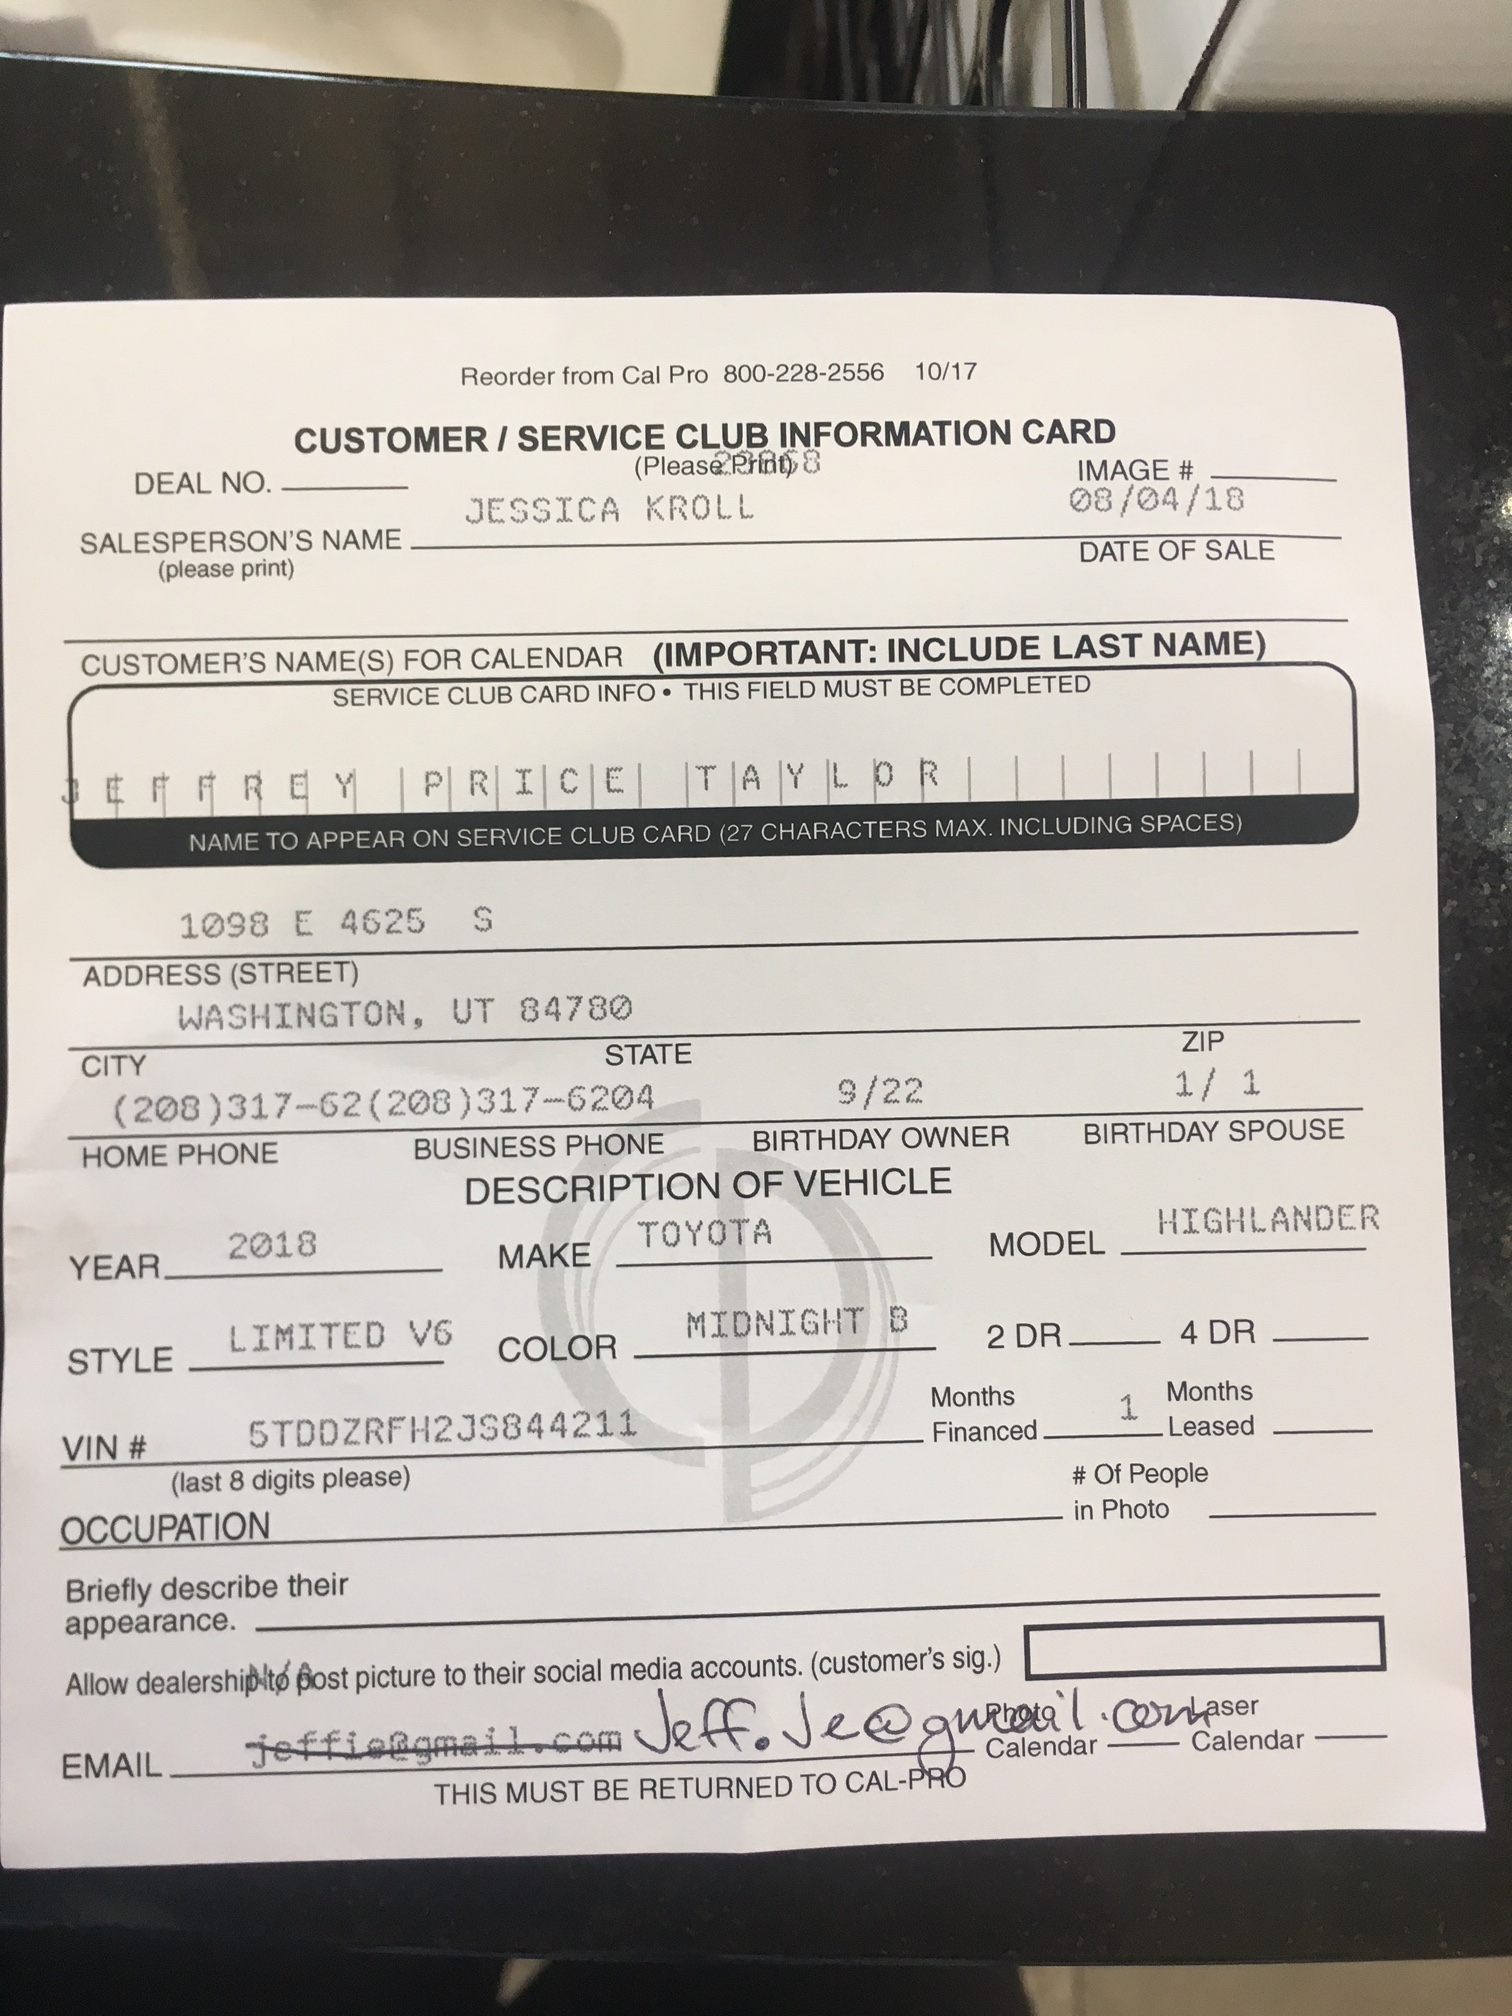 Reorder from Cal Pro 800-228-2556 10/17
CUSTOMER / SERVICE CLUB INFORMATION CARD
(Please Print)
DEAL NO. IMAGE #
JESSICA KROLL 08/04/18
SALESPERSON'S NAME DATE OF SALE
(please print)
CUSTOMER'S NAME(S) FOR CALENDAR (IMPORTANT: INCLUDE LAST NAME)
SERVICE CLUB CARD INFO • THIS FIELD MUST BE COMPLETED
JEFFREY PRICE TAYLOR
NAME TO APPEAR ON SERVICE CLUB CARD (27 CHARACTERS MAX. INCLUDING SPACES)
1098 E 4625 S
ADDRESS (STREET)
WASHINGTON, UT 84780
CITY STATE ZIP
(208)317-62(208)317-6204 9/22 1/ 1
HOME PHONE BUSINESS PHONE BIRTHDAY OWNER BIRTHDAY SPOUSE
DESCRIPTION OF VEHICLE
YEAR 2018 MAKE TOYOTA MODEL HIGHLANDER
STYLE LIMITED V6 COLOR MIDNIGHT B 2 DR 4 DR
VIN # 5TDDZRFH2JS844211 Months Financed 1 Months Leased
(last 8 digits please)
OCCUPATION # Of People in Photo
Briefly describe their
appearance.
Allow dealership to post picture to their social media accounts. (customer's sig.)
EMAIL jeffie@gmail.com Jeff.Je@gmail.com Photo Calendar Laser Calendar
THIS MUST BE RETURNED TO CAL-PRO